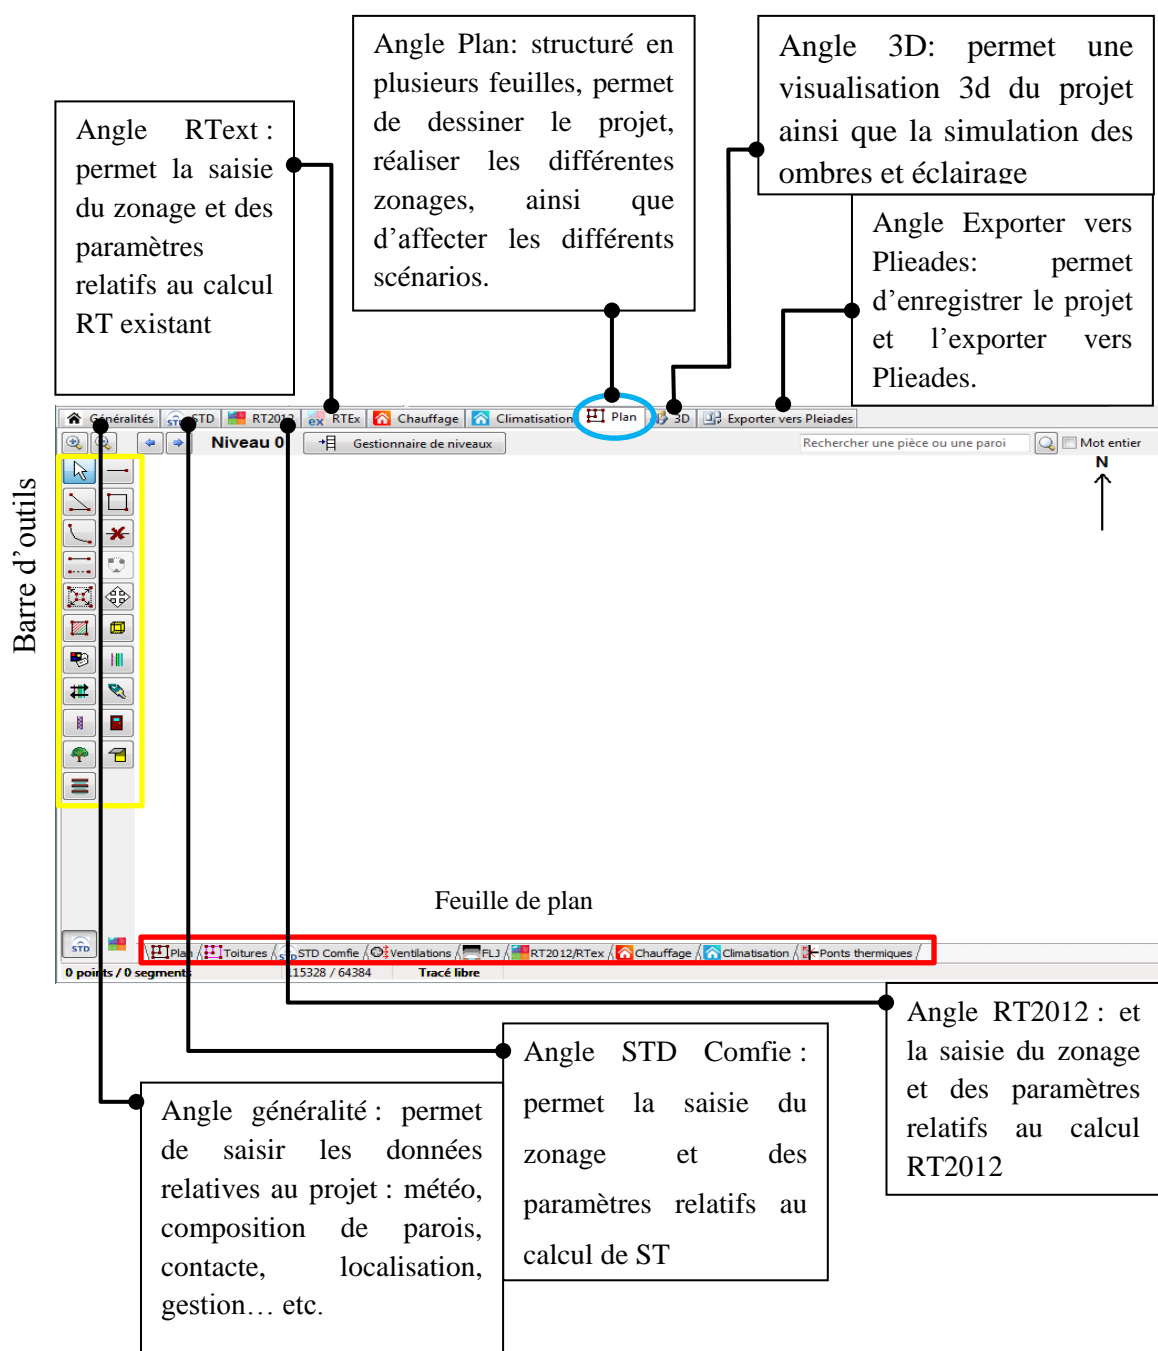 Angle Plan: structuré en
plusieurs feuilles, permet
de dessiner le projet,
réaliser les différentes
zonages, ainsi que
d'affecter les différents
scénarios.
Angle 3D: permet une
visualisation 3d du projet
ainsi que la simulation des
ombres et éclairage
Angle RText :
permet la saisie
du zonage et des
paramètres
relatifs au calcul
RT existant
Angle Exporter vers
Plieades: permet
d'enregistrer le projet
et l'exporter vers
Plieades.
Généralités STD RT2012 ex RTEx Chauffage Climatisation Plan 3D Exporter vers Pleiades
Niveau 0 Gestionnaire de niveaux Rechercher une pièce ou une paroi Mot entier
N
Barre d'outils
Feuille de plan
STD Plan Toitures STD Comfie Ventilations FLJ RT2012/RTex Chauffage Climatisation Ponts thermiques
0 points / 0 segments 115328 / 64384 Tracé libre
Angle RT2012 : et
la saisie du zonage
et des paramètres
relatifs au calcul
RT2012
Angle STD Comfie :
permet la saisie du
zonage et des
paramètres relatifs au
calcul de ST
Angle généralité : permet
de saisir les données
relatives au projet : météo,
composition de parois,
contacte, localisation,
gestion… etc.